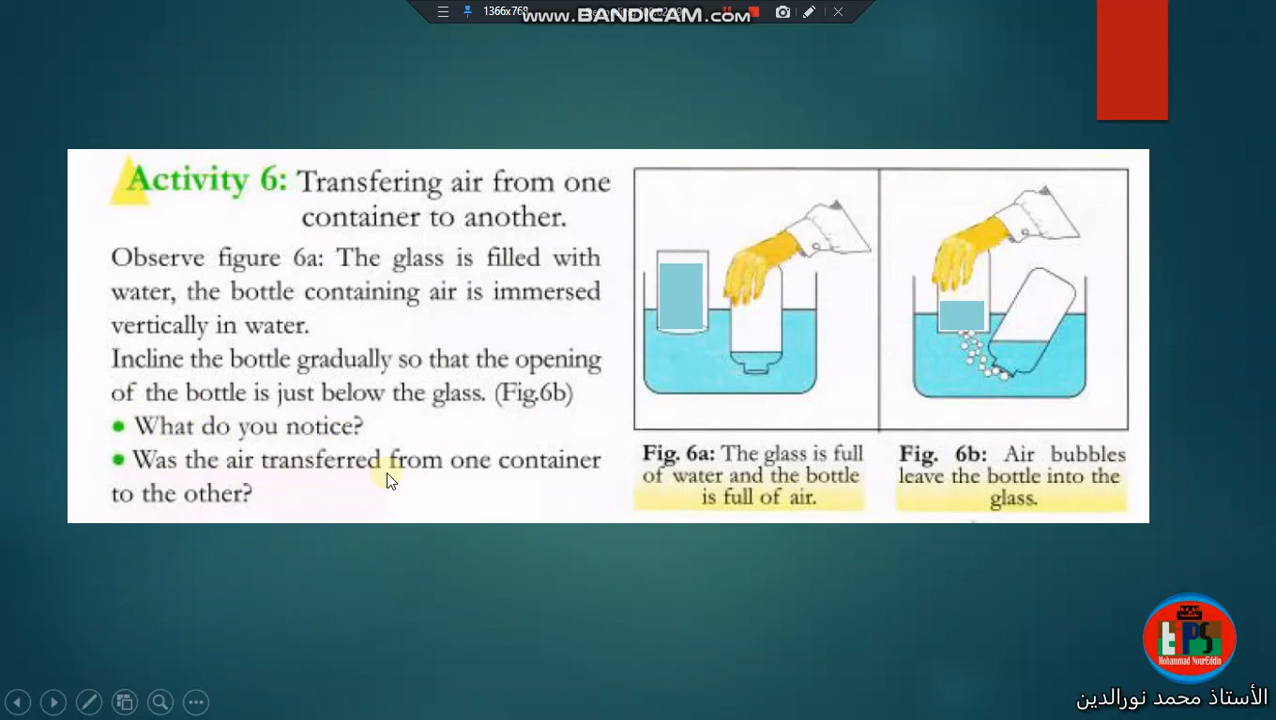 1366x768
www.BANDICAM.com
Activity 6: Transfering air from one
container to another.
Observe figure 6a: The glass is filled with
water, the bottle containing air is immersed
vertically in water.
Incline the bottle gradually so that the opening
of the bottle is just below the glass. (Fig.6b)
• What do you notice?
• Was the air transferred from one container
to the other?
Fig. 6a: The glass is full
of water and the bottle
is full of air.
Fig. 6b: Air bubbles
leave the bottle into the
glass.
tPS
Mohammad NourEddin
الأستاذ محمد نورالدين